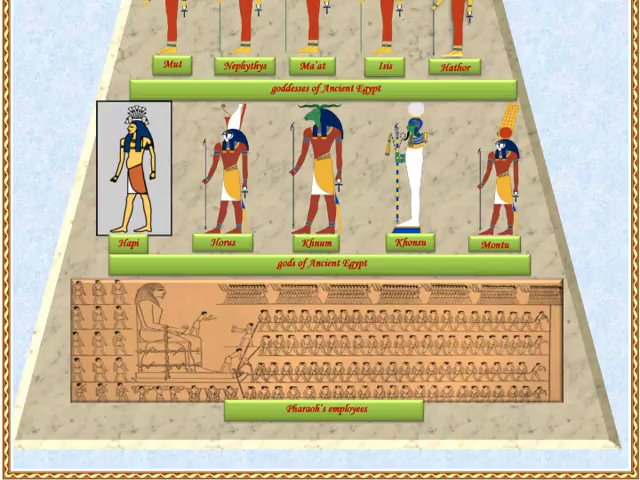 Mut
Nephythys
Ma'at
Isis
Hathor
goddesses of Ancient Egypt
Hapi
Horus
Khnum
Khonsu
Montu
gods of Ancient Egypt
Pharaoh's employees